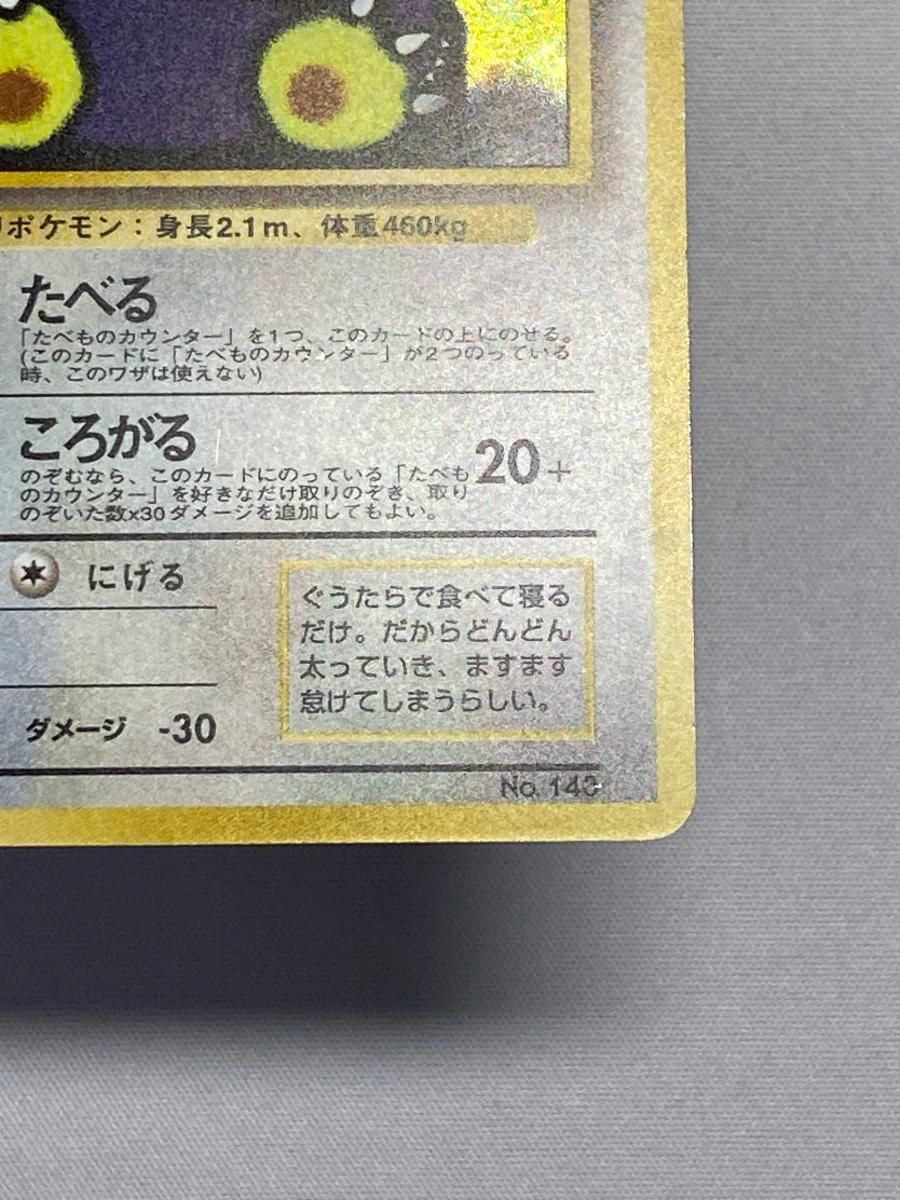 リポケモン：身長2.1m、体重460kg
たべる
「たべものカウンター」を1つ、このカードの上にのせる。
(このカードに「たべものカウンター」が2つのっている
時、このワザは使えない)
ころがる
20+
のぞむなら、このカードにのっている「たべも
のカウンター」を好きなだけ取りのぞき、取り
のぞいた数x30ダメージを追加してもよい。
にげる
ダメージ -30
ぐうたらで食べて寝る
だけ。だからどんどん
太っていき、ますます
怠けてしまうらしい。
No. 143